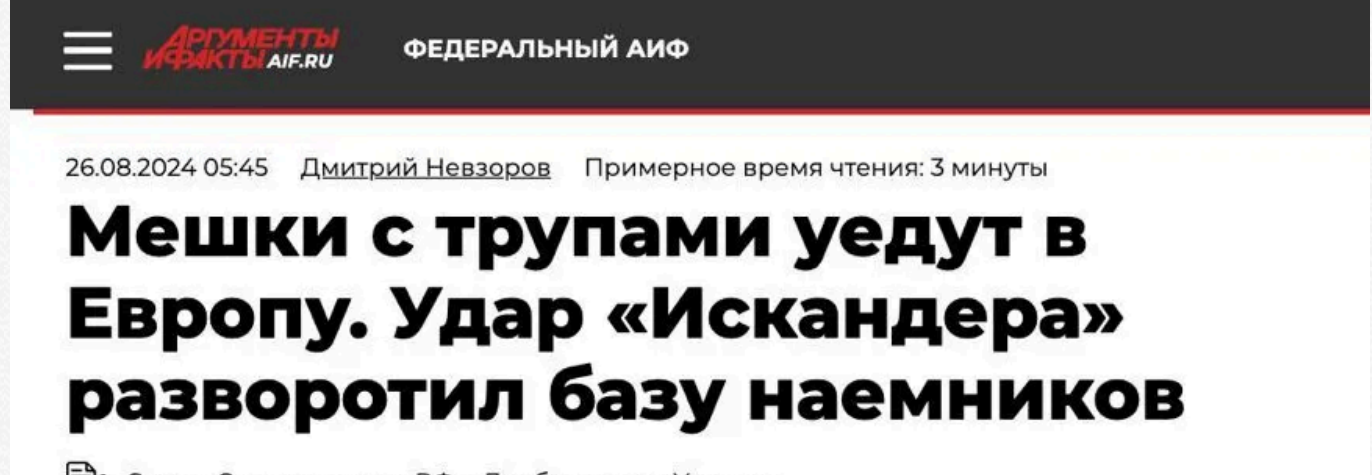 АРГУМЕНТЫ
И ФАКТЫ AIF.RU
ФЕДЕРАЛЬНЫЙ АИФ
26.08.2024 05:45 Дмитрий Невзоров Примерное время чтения: 3 минуты
Мешки с трупами уедут в
Европу. Удар «Искандера»
разворотил базу наемников